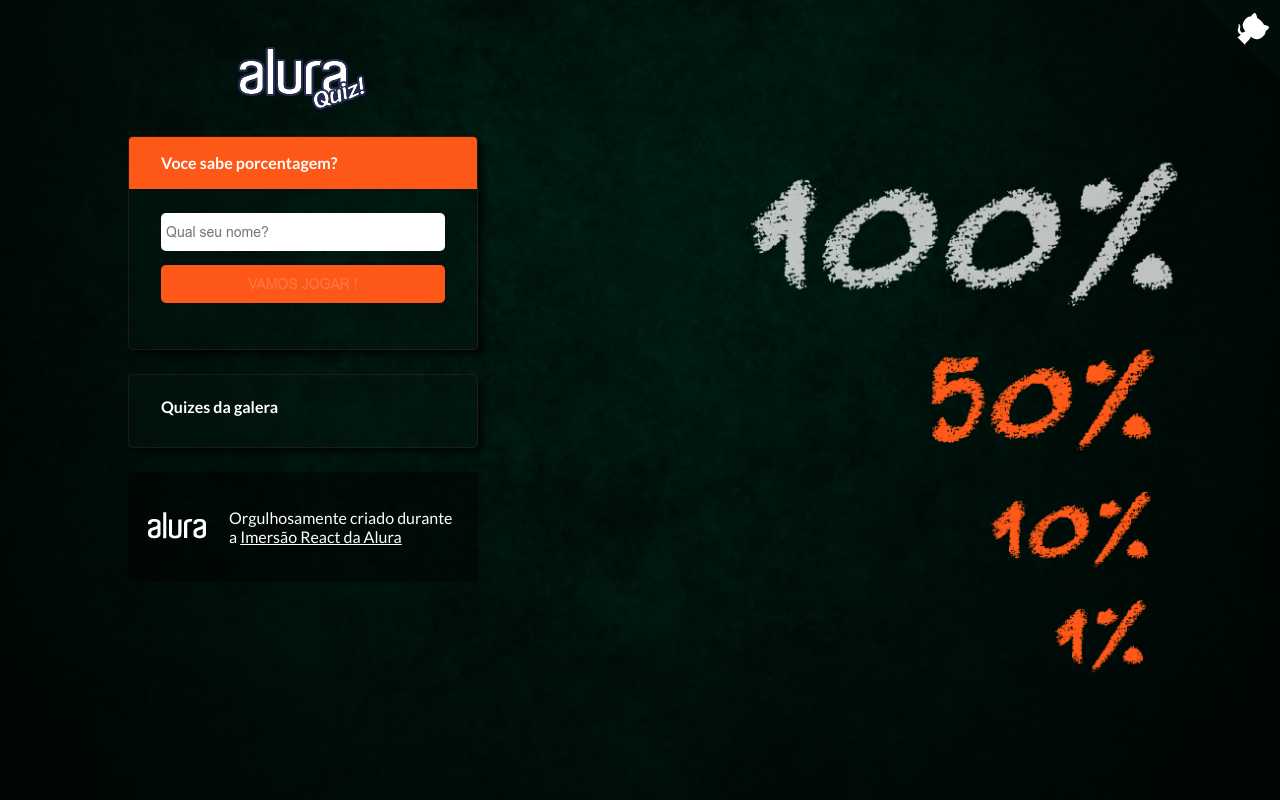 alura
Quiz!
Voce sabe porcentagem?
Qual seu nome?
VAMOS JOGAR !
Quizes da galera
alura
Orgulhosamente criado durante
a Imersão React da Alura
100%
50%
10%
1%